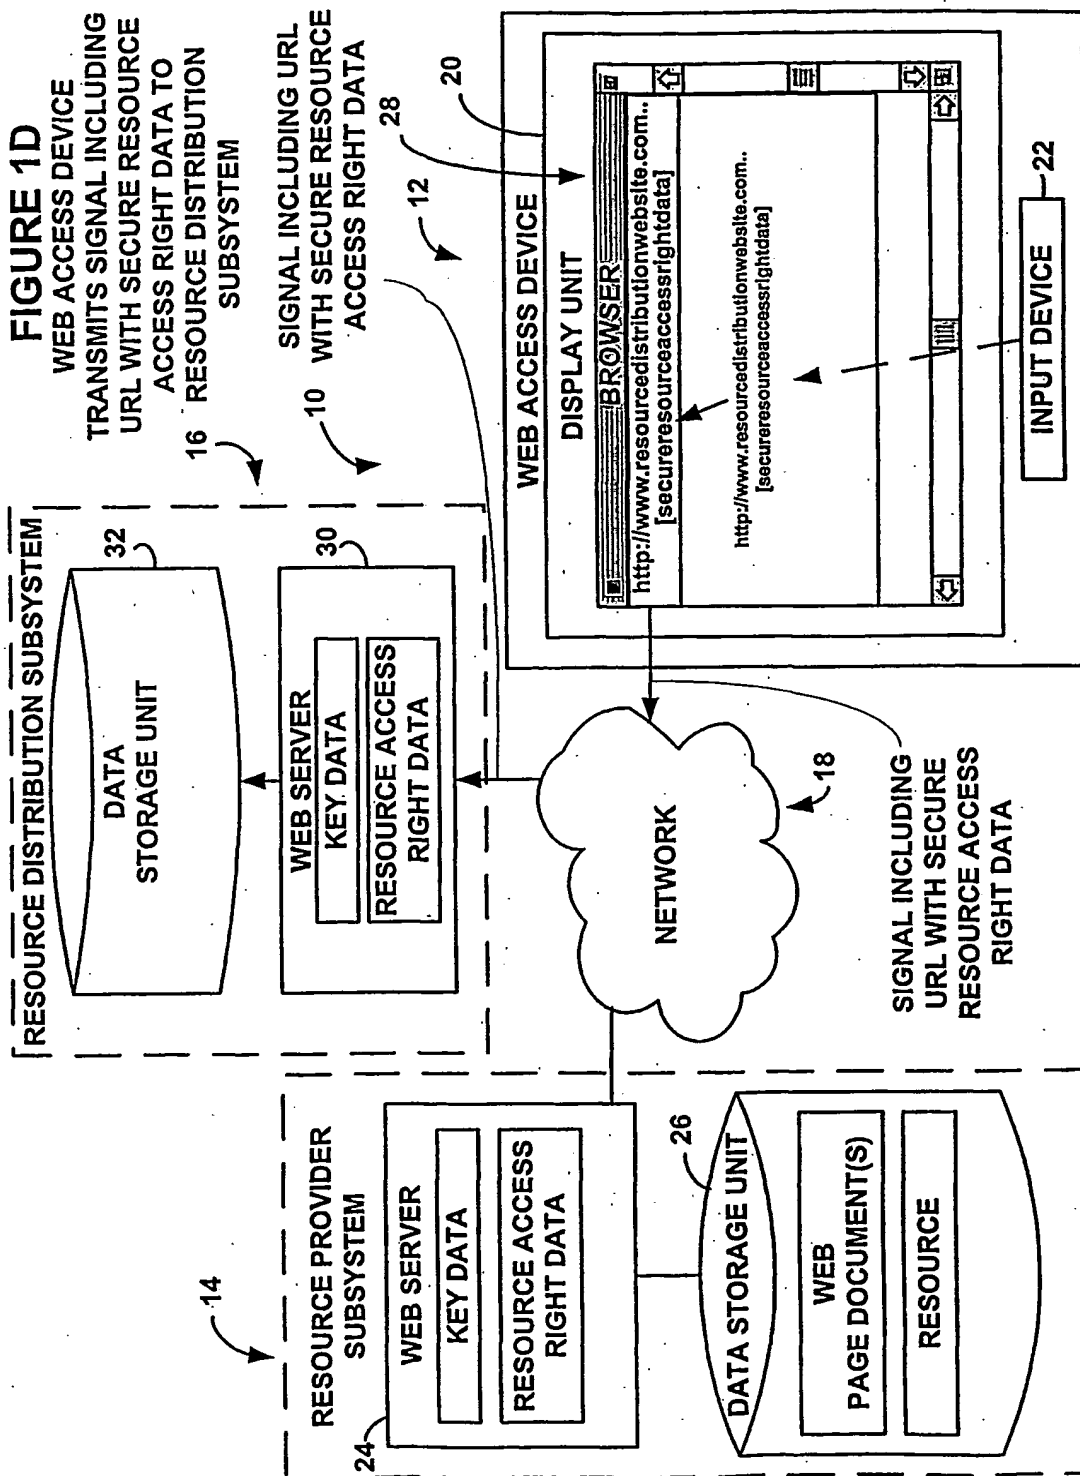 FIGURE 1D
WEB ACCESS DEVICE
TRANSMITS SIGNAL INCLUDING
URL WITH SECURE RESOURCE
ACCESS RIGHT DATA TO
RESOURCE DISTRIBUTION
SUBSYSTEM
16
10
SIGNAL INCLUDING URL
WITH SECURE RESOURCE
ACCESS RIGHT DATA
12
28
20
RESOURCE DISTRIBUTION SUBSYSTEM
32
DATA
STORAGE UNIT
30
WEB SERVER
KEY DATA
RESOURCE ACCESS
RIGHT DATA
14
RESOURCE PROVIDER
SUBSYSTEM
24
WEB SERVER
KEY DATA
RESOURCE ACCESS
RIGHT DATA
26
DATA STORAGE UNIT
WEB
PAGE DOCUMENT(S)
RESOURCE
NETWORK
18
SIGNAL INCLUDING
URL WITH SECURE
RESOURCE ACCESS
RIGHT DATA
WEB ACCESS DEVICE
DISPLAY UNIT
BROWSER
http://www.resourcedistributionwebsite.com..
[secureresourceaccessrightdata]
http://www.resourcedistributionwebsite.com..
[secureresourceaccessrightdata]
22
INPUT DEVICE